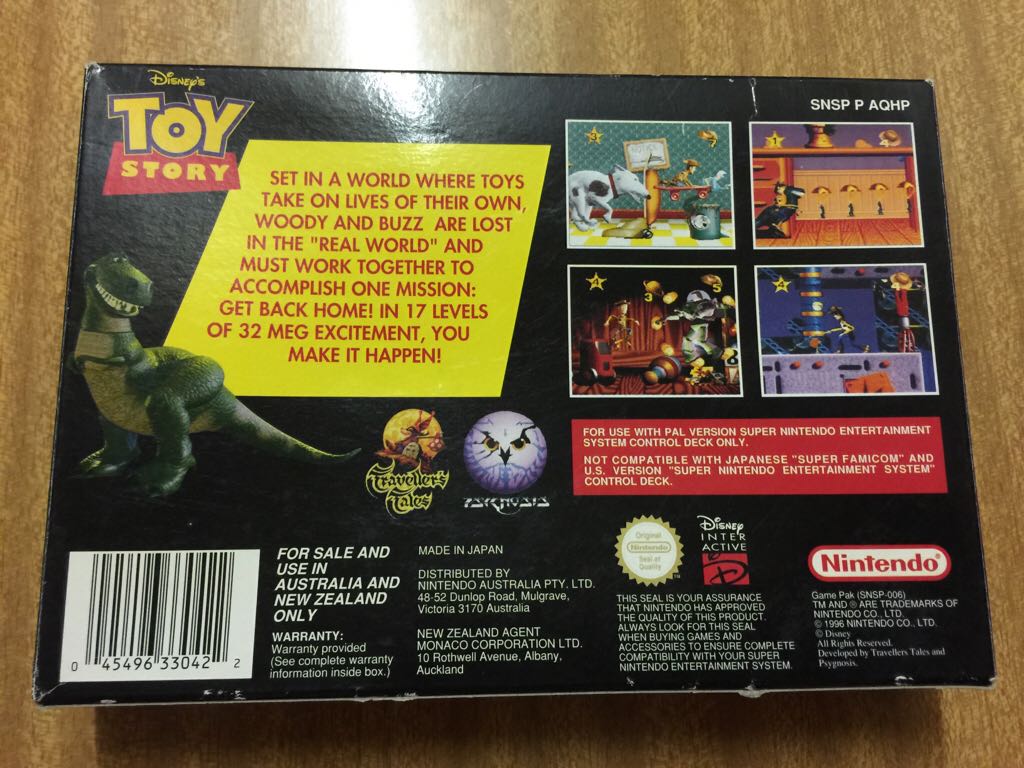 DISNEY'S
TOY
STORY
SNSP P AQHP
SET IN A WORLD WHERE TOYS
TAKE ON LIVES OF THEIR OWN,
WOODY AND BUZZ ARE LOST
IN THE "REAL WORLD" AND
MUST WORK TOGETHER TO
ACCOMPLISH ONE MISSION:
GET BACK HOME! IN 17 LEVELS
OF 32 MEG EXCITEMENT, YOU
MAKE IT HAPPEN!
Traveller's
Tales
PSYGNOSIS
FOR USE WITH PAL VERSION SUPER NINTENDO ENTERTAINMENT
SYSTEM CONTROL DECK ONLY.
NOT COMPATIBLE WITH JAPANESE "SUPER FAMICOM" AND
U.S. VERSION "SUPER NINTENDO ENTERTAINMENT SYSTEM"
CONTROL DECK.
0 45496 33042 2
FOR SALE AND
USE IN
AUSTRALIA AND
NEW ZEALAND
ONLY
WARRANTY:
Warranty provided
(See complete warranty
information inside box.)
MADE IN JAPAN
DISTRIBUTED BY
NINTENDO AUSTRALIA PTY. LTD.
48-52 Dunlop Road, Mulgrave,
Victoria 3170 Australia
NEW ZEALAND AGENT
MONACO CORPORATION LTD.
10 Rothwell Avenue, Albany,
Auckland
Original
Nintendo
Seal of
Quality
TM
DISNEY
INTER
ACTIVE
THIS SEAL IS YOUR ASSURANCE
THAT NINTENDO HAS APPROVED
THE QUALITY OF THIS PRODUCT.
ALWAYS LOOK FOR THIS SEAL
WHEN BUYING GAMES AND
ACCESSORIES TO ENSURE COMPLETE
COMPATIBILITY WITH YOUR SUPER
NINTENDO ENTERTAINMENT SYSTEM.
Nintendo®
Game Pak (SNSP-006)
TM AND ® ARE TRADEMARKS OF
NINTENDO CO., LTD.
© 1996 NINTENDO CO., LTD.
© Disney
All Rights Reserved.
Developed by Travellers Tales and
Psygnosis.